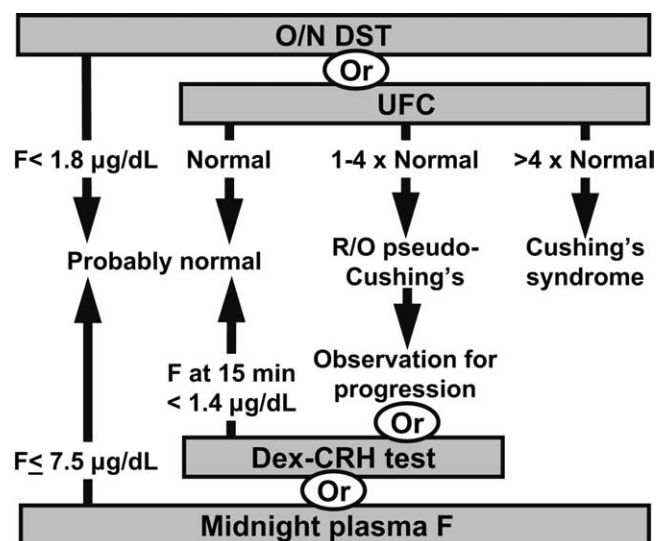 O/N DST
Or
UFC
F< 1.8 µg/dL
Normal
1-4 x Normal
>4 x Normal
Probably normal
R/O pseudo-
Cushing's
Cushing's
syndrome
F at 15 min
< 1.4 µg/dL
Observation for
progression
Or
F≤ 7.5 µg/dL
Dex-CRH test
Or
Midnight plasma F